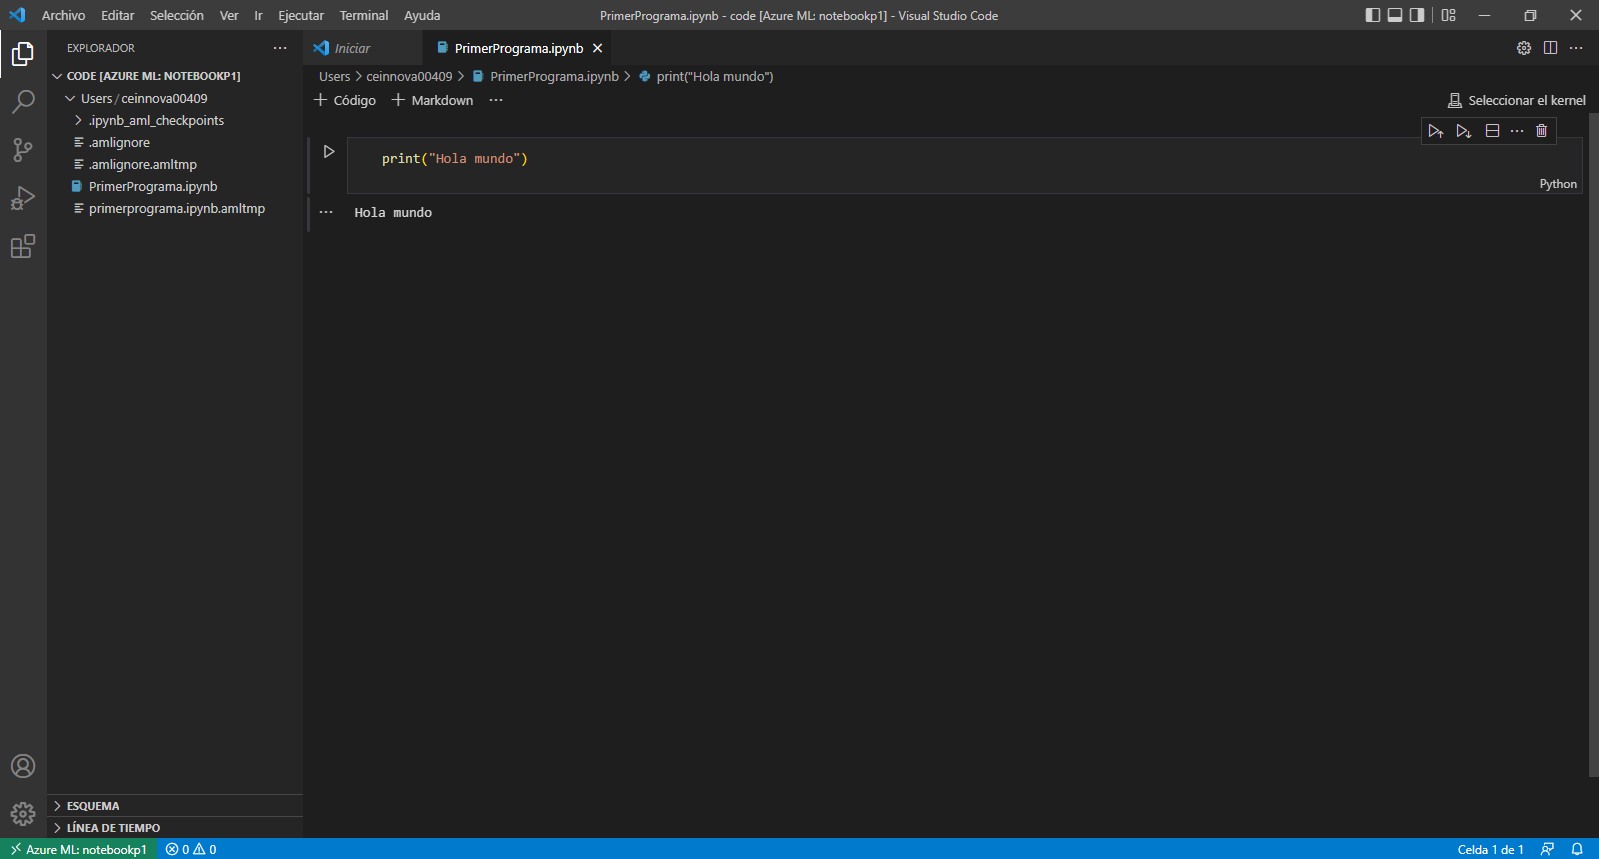 Archivo Editar Selección Ver Ir Ejecutar Terminal Ayuda
PrimerPrograma.ipynb - code [Azure ML: notebookp1] - Visual Studio Code
EXPLORADOR
CODE [AZURE ML: NOTEBOOKP1]
Users / ceinnova00409
.ipynb_aml_checkpoints
.amlignore
.amlignore.amltmp
PrimerPrograma.ipynb
primerprograma.ipynb.amltmp
ESQUEMA
LÍNEA DE TIEMPO
Iniciar
PrimerPrograma.ipynb
Users > ceinnova00409 > PrimerPrograma.ipynb > print("Hola mundo")
Código Markdown
Seleccionar el kernel
print("Hola mundo")
Python
Hola mundo
Azure ML: notebookp1 0 0
Celda 1 de 1